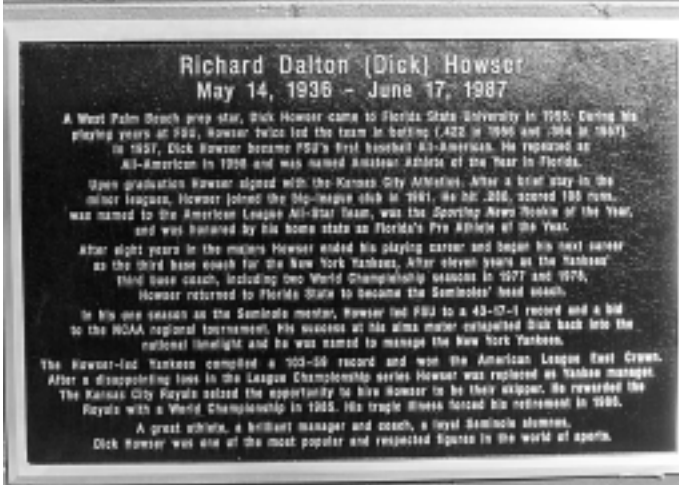 Richard Dalton (Dick) Howser
May 14, 1936 - June 17, 1987
A West Palm Beach prep star, Dick Howser came to Florida State University in 1955. During his
playing years at FSU, Howser twice led the team in batting (.422 in 1956 and .364 in 1957).
In 1957, Dick Howser became FSU's first baseball All-American. He repeated as
All-American in 1958 and was named Amateur Athlete of the Year in Florida.
Upon graduation Howser signed with the Kansas City Athletics. After a brief stay in the
minor leagues, Howser joined the big-league club in 1961. He hit .280, scored 108 runs,
was named to the American League All-Star Team, was the Sporting News Rookie of the Year,
and was honored by his home state as Florida's Pro Athlete of the Year.
After eight years in the majors Howser ended his playing career and began his next career
as the third base coach for the New York Yankees. After eleven years as the Yankees'
third base coach, including two World Championship seasons in 1977 and 1978,
Howser returned to Florida State to become the Seminoles' head coach.
In his one season as the Seminole mentor, Howser led FSU to a 43-17-1 record and a bid
to the NCAA regional tournament. His success at his alma mater catapulted Dick back into the
national limelight and he was named to manage the New York Yankees.
The Howser-led Yankees compiled a 103-59 record and won the American League East Crown.
After a disappointing loss in the League Championship series Howser was replaced as Yankee manager.
The Kansas City Royals seized the opportunity to hire Howser to be their skipper. He rewarded the
Royals with a World Championship in 1985. His tragic illness forced his retirement in 1986.
A great athlete, a brilliant manager and coach, a loyal Seminole alumnus,
Dick Howser was one of the most popular and respected figures in the world of sports.